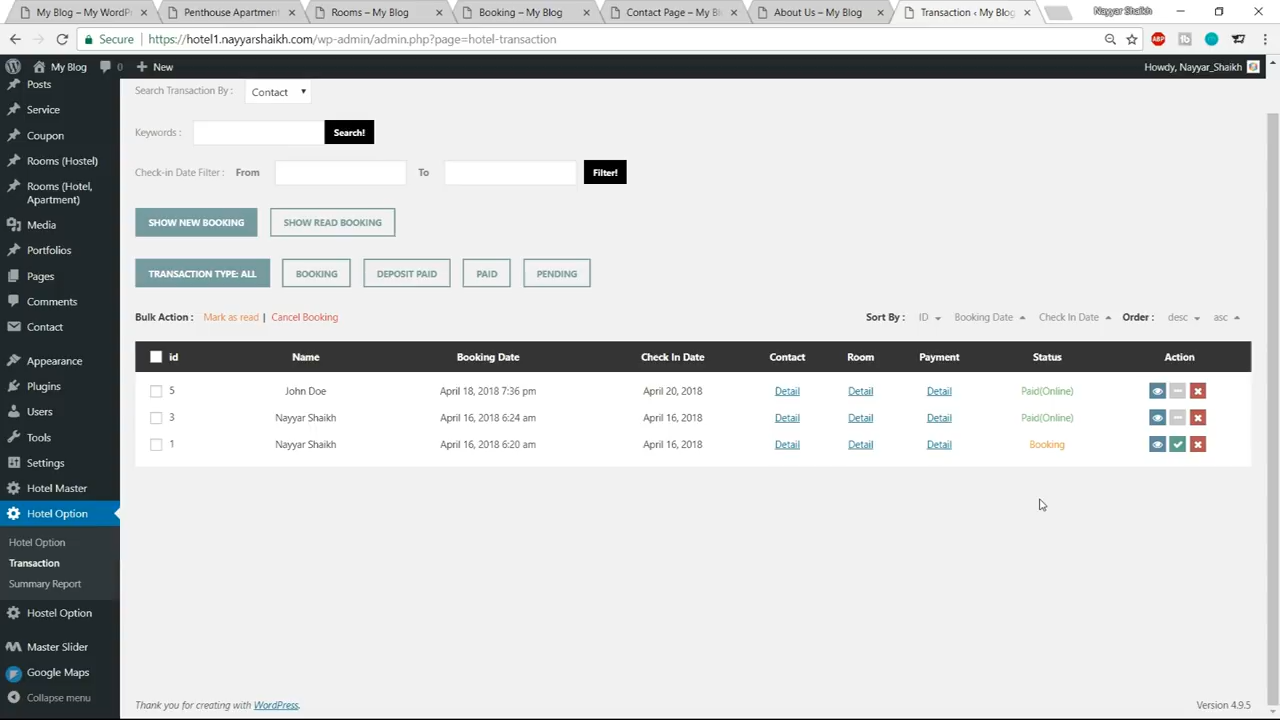 My Blog – My WordP
Penthouse Apartment
Rooms – My Blog
Booking – My Blog
Contact Page – My Bl
About Us – My Blog
Transaction ‹ My Blog
Nayyar Shaikh
Secure
https://hotel1.nayyarshaikh.com/wp-admin/admin.php?page=hotel-transaction
ABP
My Blog
0
New
Howdy, Nayyar_Shaikh
Posts
Service
Coupon
Rooms (Hostel)
Rooms (Hotel,
Apartment)
Media
Portfolios
Pages
Comments
Contact
Appearance
Plugins
Users
Tools
Settings
Hotel Master
Hotel Option
Hotel Option
Transaction
Summary Report
Hostel Option
Master Slider
Google Maps
Collapse menu
Search Transaction By :
Contact
Keywords :
Search!
Check-in Date Filter :
From
To
Filter!
SHOW NEW BOOKING
SHOW READ BOOKING
TRANSACTION TYPE: ALL
BOOKING
DEPOSIT PAID
PAID
PENDING
Bulk Action : Mark as read | Cancel Booking
Sort By : ID Booking Date Check In Date Order : desc asc
id Name Booking Date Check In Date Contact Room Payment Status Action
5 John Doe April 18, 2018 7:36 pm April 20, 2018 Detail Detail Detail Paid(Online)
3 Nayyar Shaikh April 16, 2018 6:24 am April 16, 2018 Detail Detail Detail Paid(Online)
1 Nayyar Shaikh April 16, 2018 6:20 am April 16, 2018 Detail Detail Detail Booking
Thank you for creating with WordPress.
Version 4.9.5